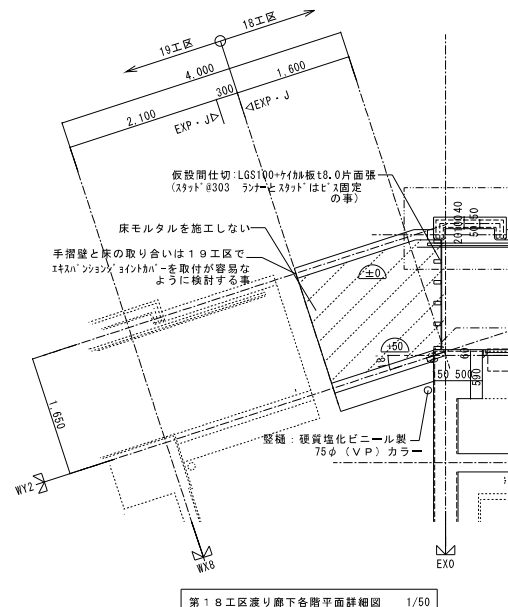 18工区
19工区
4,000
1,600
300
2,100
EXP・J
EXP・J
仮設間仕切:LGS100+ケイカル板t8.0片面張
(スタッド@303 ランナーとスタッドはビス固定
の事)
床モルタルを施工しない
手摺壁と床の取り合いは19工区で
エキスパンションジョイントカバーを取付が容易な
ように検討する事
±0
±50
60
50 500
590
1,650
竪樋:硬質塩化ビニール製
75φ(VP)カラー
WY2
WX8
EX0
第18工区渡り廊下各階平面詳細図 1/50